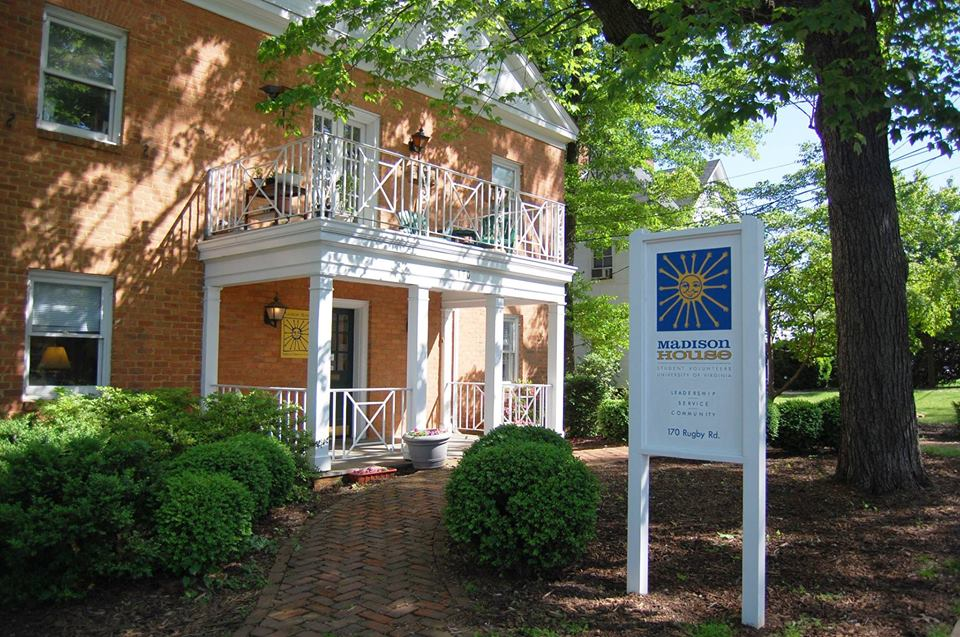 MADISON
HOUSE
STUDENT VOLUNTEERS
UNIVERSITY OF VIRGINIA
LEADERSHIP
SERVICE
COMMUNITY
170 Rugby Rd.